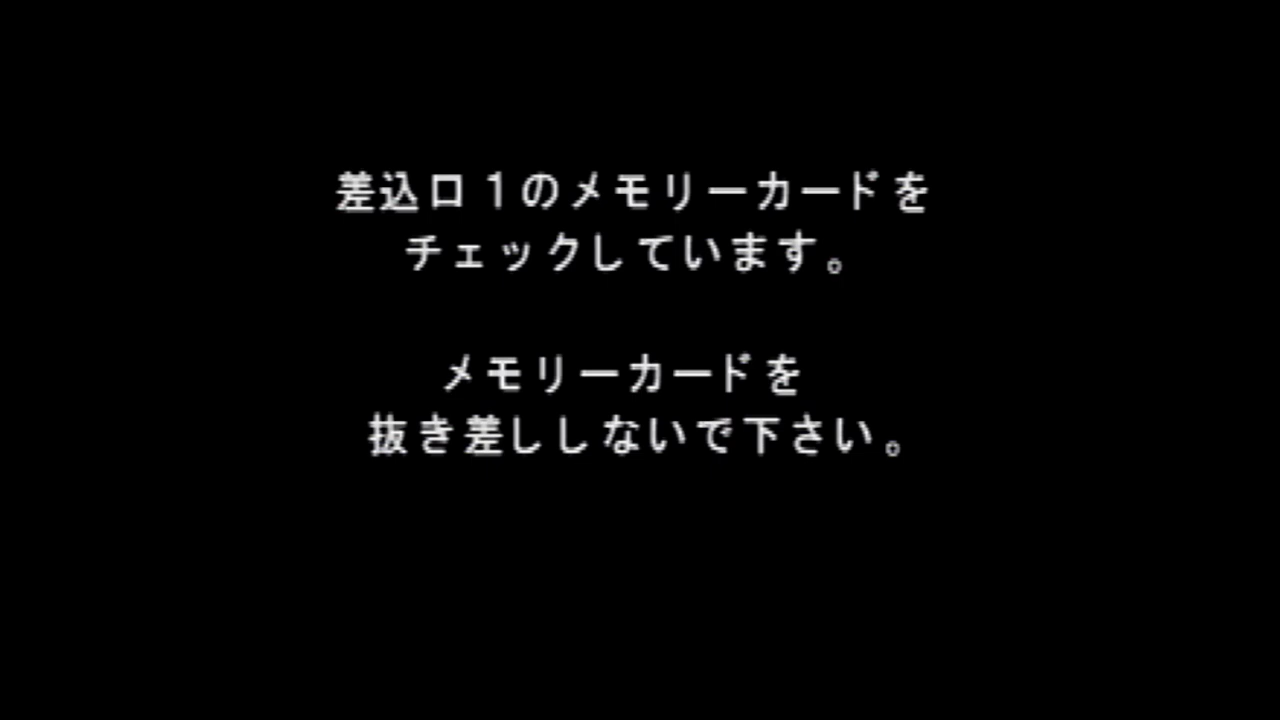 差込口１のメモリーカードを
チェックしています。
メモリーカードを
抜き差ししないで下さい。